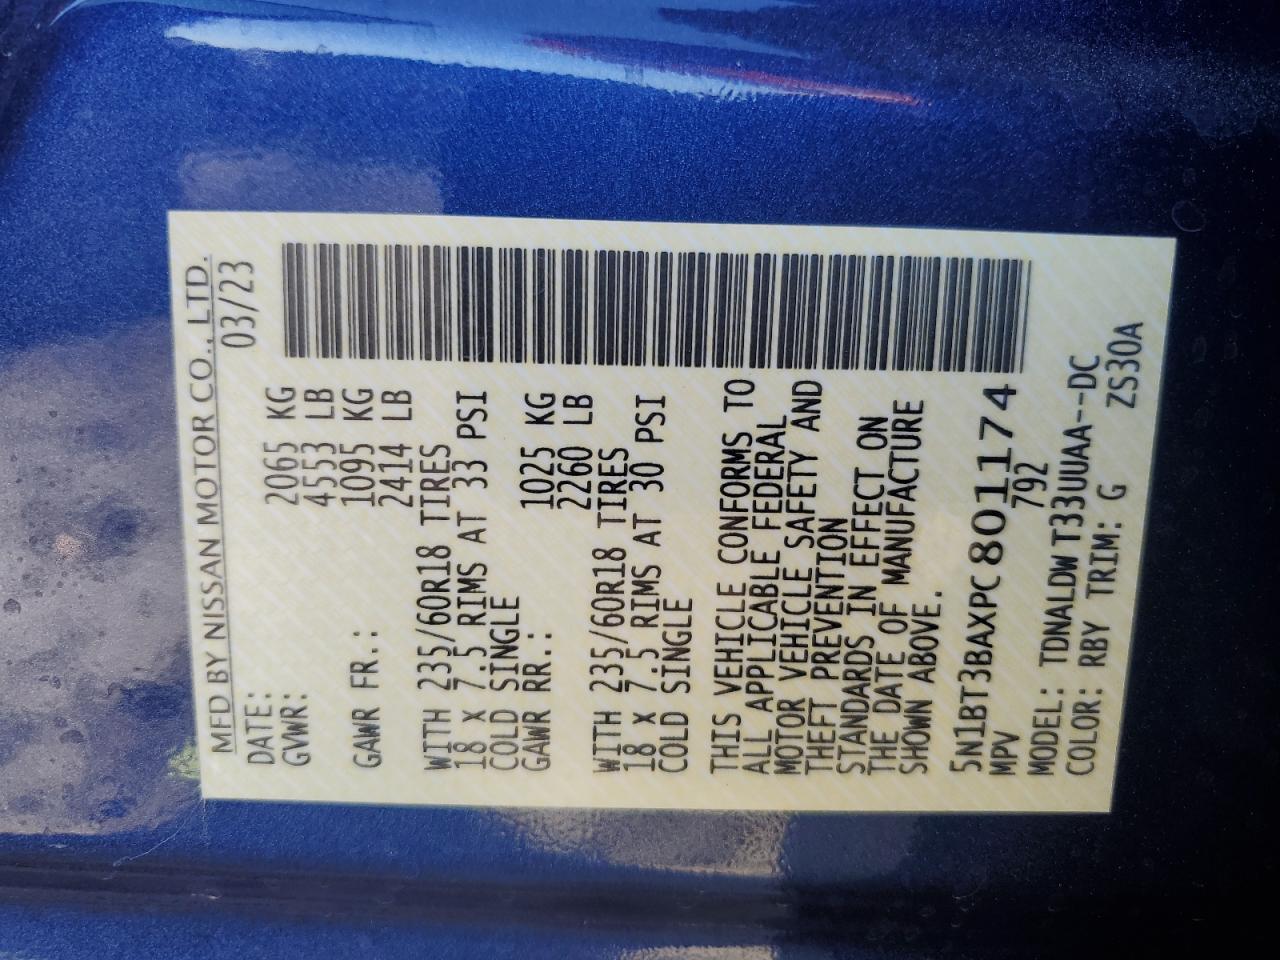 MFD BY NISSAN MOTOR CO., LTD.
DATE: 03/23
GVWR: 2065 KG
4553 LB
GAWR FR.: 1095 KG
2414 LB
WITH 235/60R18 TIRES
18 x 7.5 RIMS AT 33 PSI
COLD SINGLE
GAWR RR.: 1025 KG
2260 LB
WITH 235/60R18 TIRES
18 x 7.5 RIMS AT 30 PSI
COLD SINGLE
THIS VEHICLE CONFORMS TO
ALL APPLICABLE FEDERAL
MOTOR VEHICLE SAFETY AND
THEFT PREVENTION
STANDARDS IN EFFECT ON
THE DATE OF MANUFACTURE
SHOWN ABOVE.
5N1BT3BAXPC801174
MPV 792
MODEL: TDNALDWT33UUAA--DC
COLOR: RBY TRIM: G ZS30A